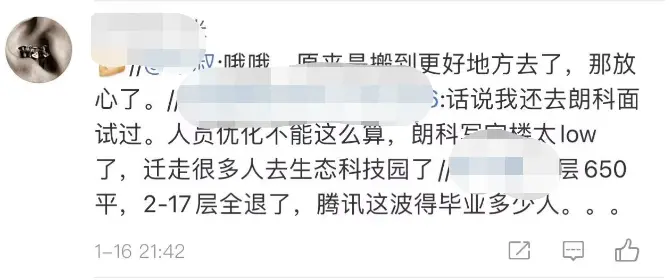 叔:哦哦，原来是搬到更好地方去了，那放
心了。//:话说我还去朗科面
试过。人员优化不能这么算，朗科写字楼太low
了，迁走很多人去生态科技园了//层650
平，2-17层全退了，腾讯这波得毕业多少人。。。
1-16 21:42